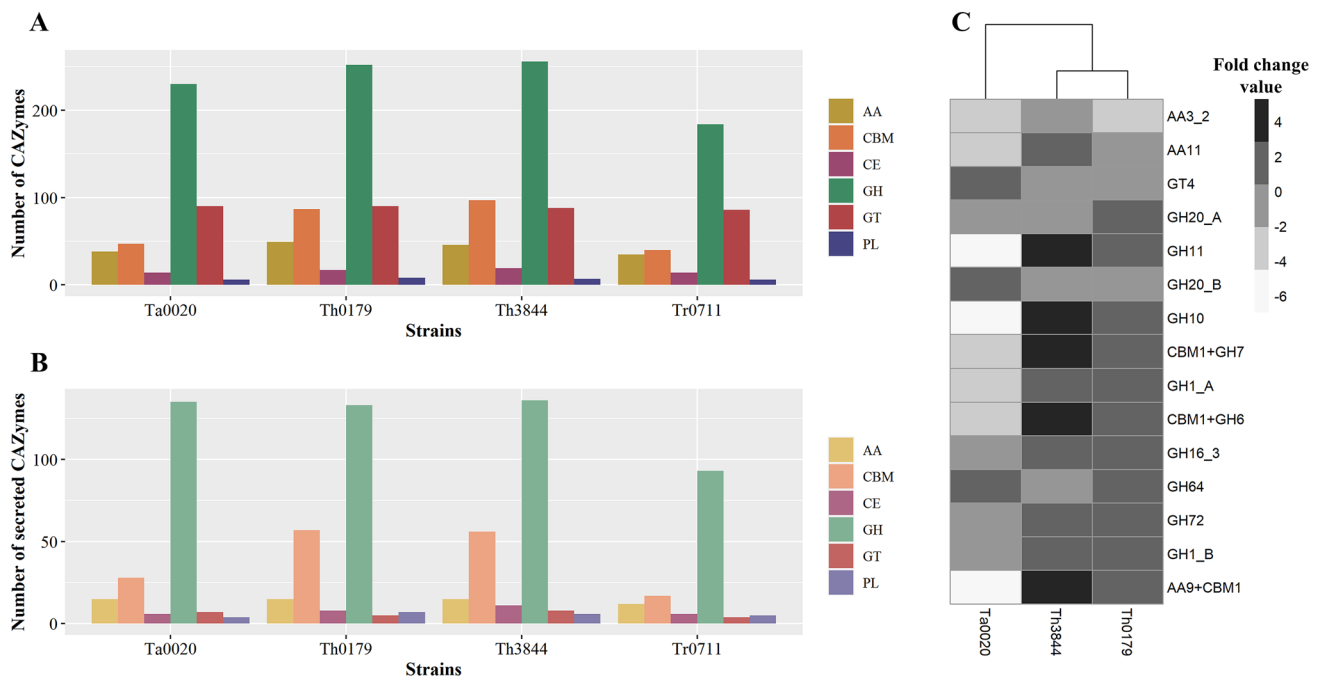 A
Number of CAZymes
200
100
0
Ta0020
Th0179
Th3844
Tr0711
Strains
AA
CBM
CE
GH
GT
PL
B
Number of secreted CAZymes
100
50
0
Ta0020
Th0179
Th3844
Tr0711
Strains
AA
CBM
CE
GH
GT
PL
C
Fold change
value
4
2
0
-2
-4
-6
AA3_2
AA11
GT4
GH20_A
GH11
GH20_B
GH10
CBM1+GH7
GH1_A
CBM1+GH6
GH16_3
GH64
GH72
GH1_B
AA9+CBM1
Ta0020
Th3844
Th0179